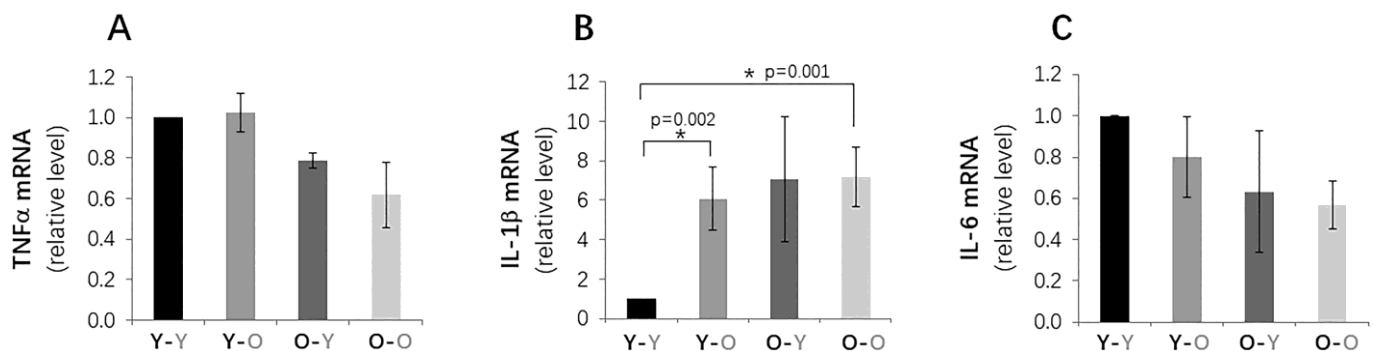 A
TNFα mRNA
(relative level)
1.2
1.0
0.8
0.6
0.4
0.2
0.0
Y-Y
Y-O
O-Y
O-O
B
IL-1β mRNA
(relative level)
12
10
8
6
4
2
0
* p=0.001
p=0.002
*
Y-Y
Y-O
O-Y
O-O
C
IL-6 mRNA
(relative level)
1.2
1.0
0.8
0.6
0.4
0.2
0.0
Y-Y
Y-O
O-Y
O-O